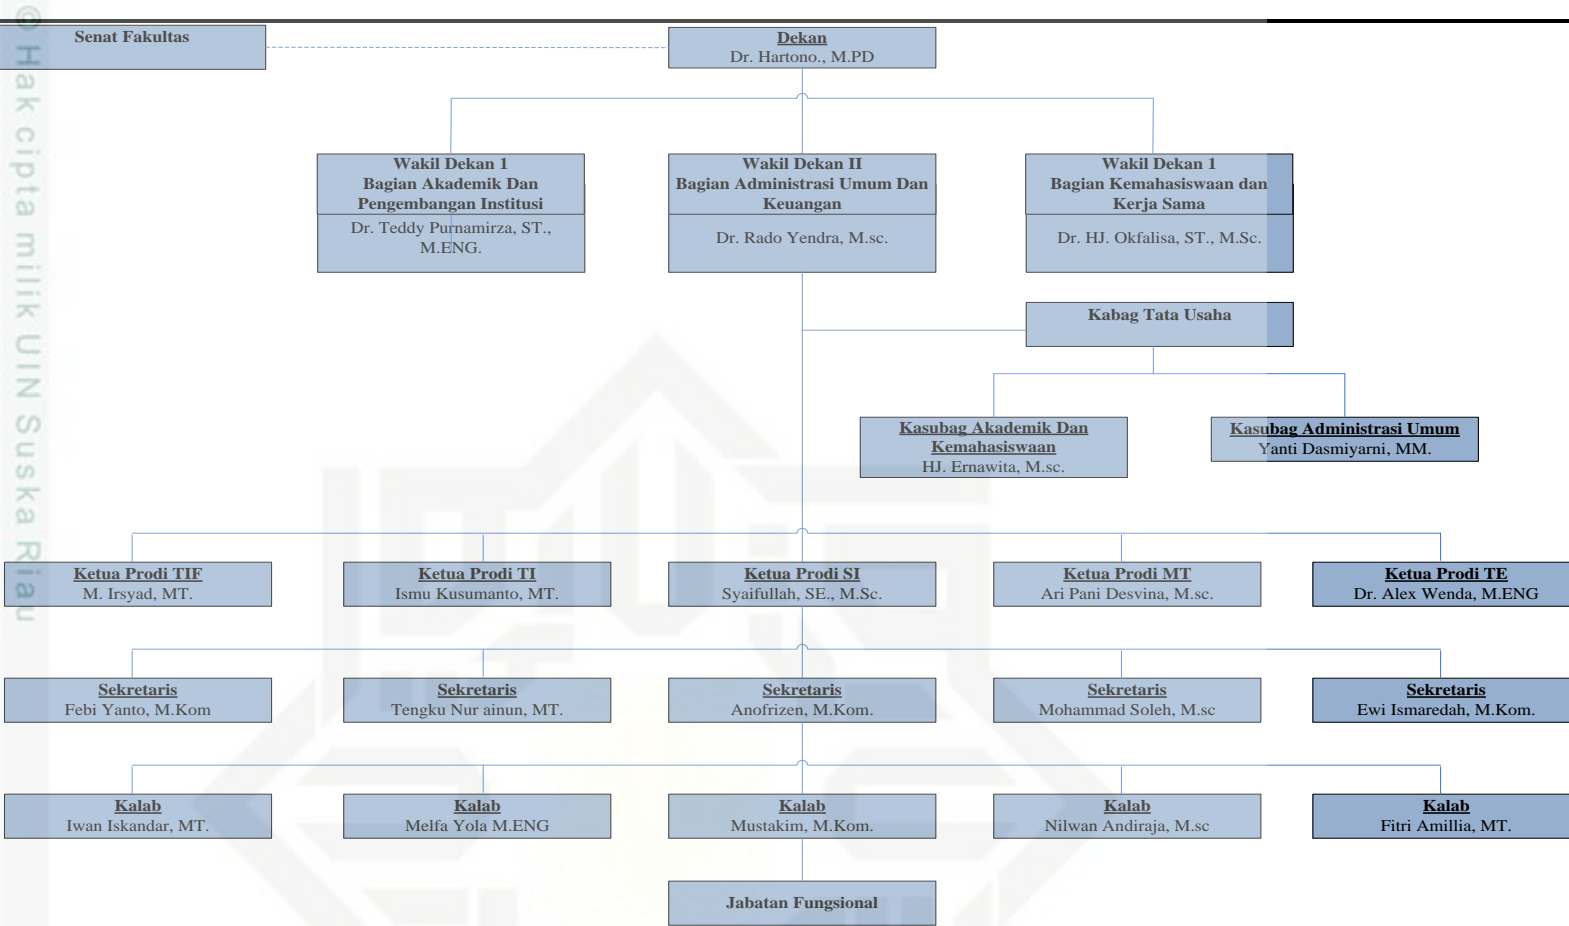 © Hak cipta milik UIN Suska Riau
Senat Fakultas
Dekan
Dr. Hartono., M.PD
Wakil Dekan 1
Bagian Akademik Dan
Pengembangan Institusi
Dr. Teddy Purnamirza, ST.,
M.ENG.
Wakil Dekan II
Bagian Administrasi Umum Dan
Keuangan
Dr. Rado Yendra, M.sc.
Wakil Dekan 1
Bagian Kemahasiswaan dan
Kerja Sama
Dr. HJ. Okfalisa, ST., M.Sc.
Kabag Tata Usaha
Kasubag Akademik Dan
Kemahasiswaan
HJ. Ernawita, M.sc.
Kasubag Administrasi Umum
Yanti Dasmiyarni, MM.
Ketua Prodi TIF
M. Irsyad, MT.
Ketua Prodi TI
Ismu Kusumanto, MT.
Ketua Prodi SI
Syaifullah, SE., M.Sc.
Ketua Prodi MT
Ari Pani Desvina, M.sc.
Ketua Prodi TE
Dr. Alex Wenda, M.ENG
Sekretaris
Febi Yanto, M.Kom
Sekretaris
Tengku Nur ainun, MT.
Sekretaris
Anofrizen, M.Kom.
Sekretaris
Mohammad Soleh, M.sc
Sekretaris
Ewi Ismaredah, M.Kom.
Kalab
Iwan Iskandar, MT.
Kalab
Melfa Yola M.ENG
Kalab
Mustakim, M.Kom.
Kalab
Nilwan Andiraja, M.sc
Kalab
Fitri Amillia, MT.
Jabatan Fungsional